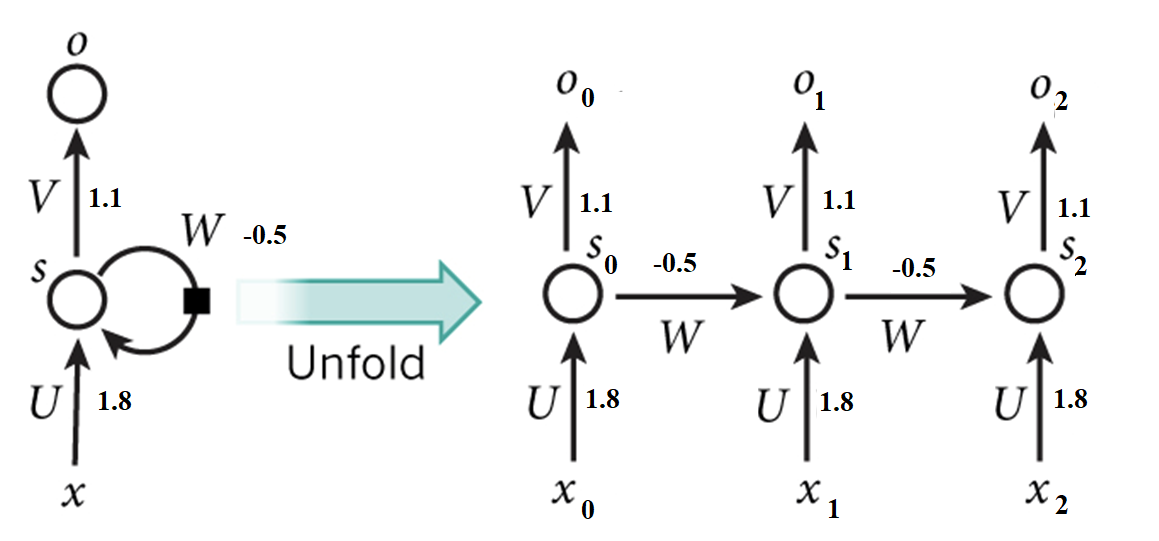 o
V 1.1
W -0.5
s
U 1.8
x
Unfold
o0 o1 o2
V 1.1 V 1.1 V 1.1
s0 -0.5 s1 -0.5 s2
W W
U 1.8 U 1.8 U 1.8
x0 x1 x2